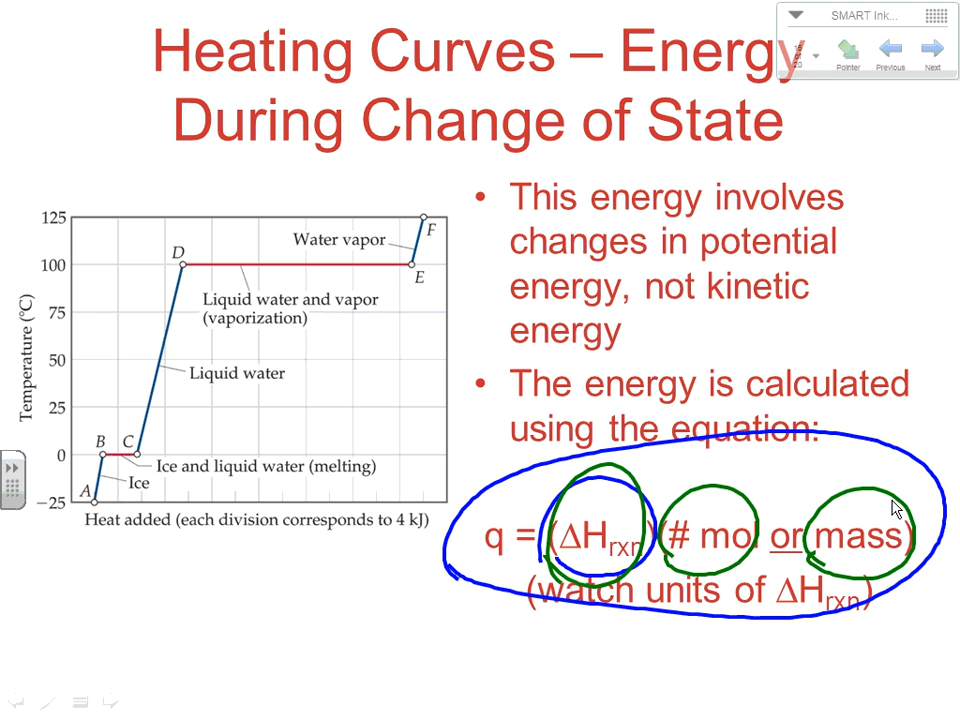 Heating Curves – Energy
During Change of State
SMART Ink...
Pointer
Previous
Next
• This energy involves
changes in potential
energy, not kinetic
energy
• The energy is calculated
using the equation:
q = (∆Hrxn)(# mol or mass)
(watch units of ∆Hrxn)
Temperature (°C)
125
100
75
50
25
0
−25
A
B
C
D
E
F
Water vapor
Liquid water and vapor
(vaporization)
Liquid water
Ice and liquid water (melting)
Ice
Heat added (each division corresponds to 4 kJ)